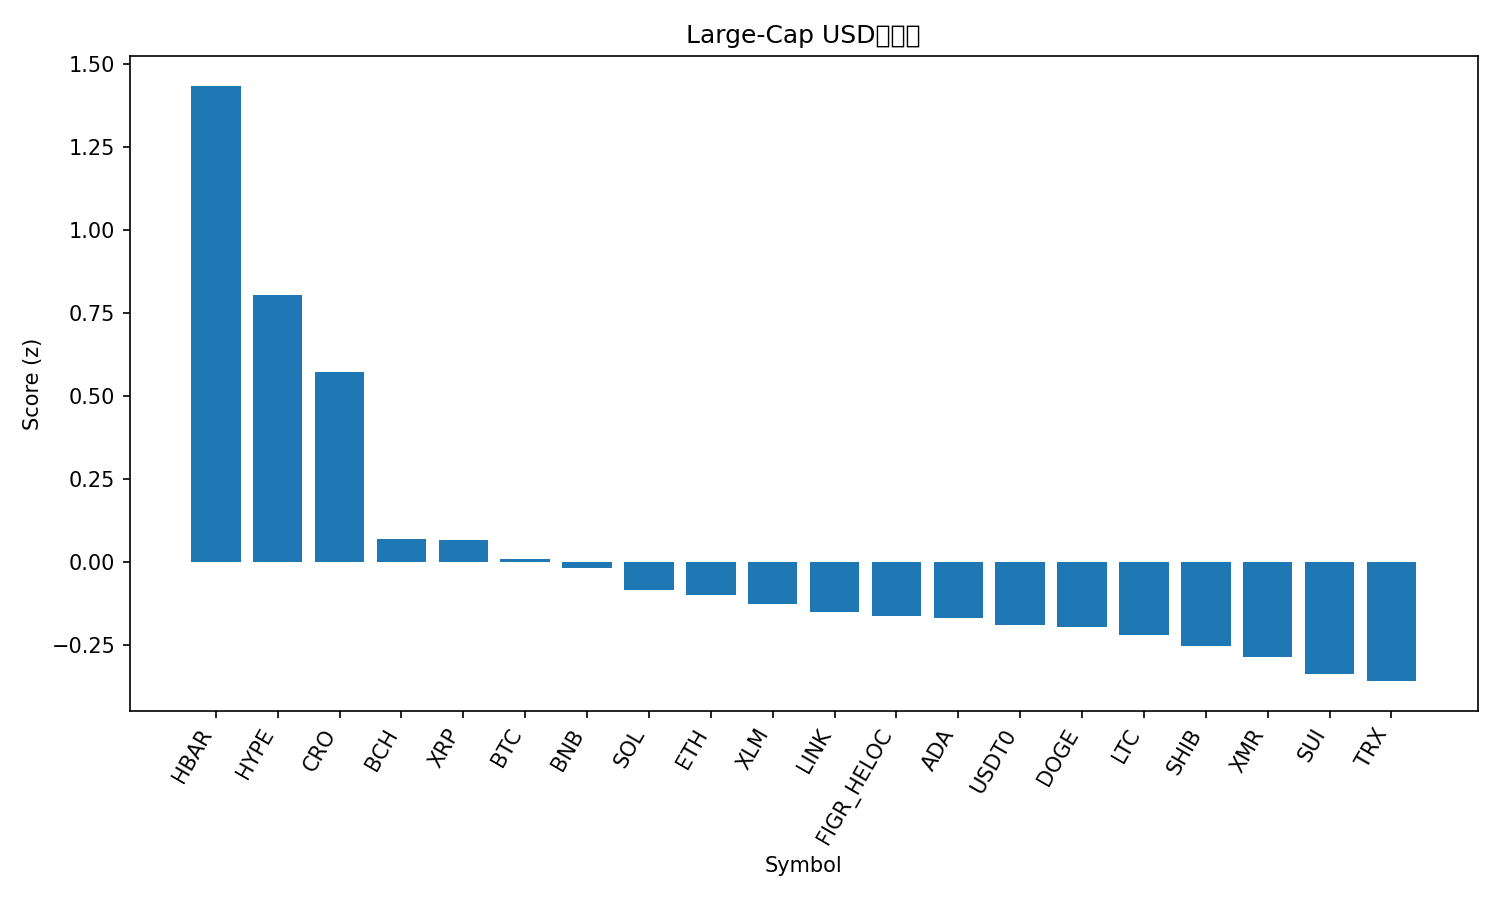 Large-Cap USD
1.50
1.25
1.00
0.75
0.50
0.25
0.00
−0.25
Score (z)
HBAR
HYPE
CRO
BCH
XRP
BTC
BNB
SOL
ETH
XLM
LINK
FIGR_HELOC
ADA
USDT0
DOGE
LTC
SHIB
XMR
SUI
TRX
Symbol